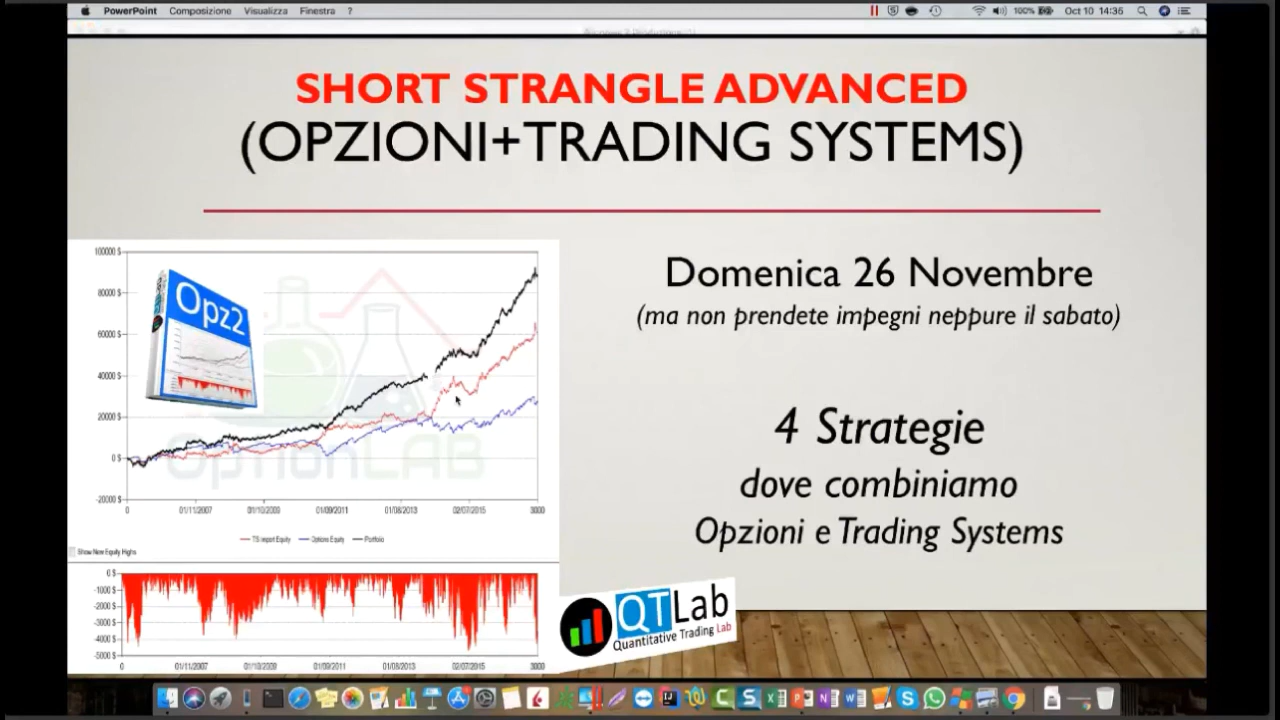 PowerPoint Composizione Visualizza Finestra ? 100% Oct 10 14:35
SHORT STRANGLE ADVANCED
(OPZIONI+TRADING SYSTEMS)
Domenica 26 Novembre
(ma non prendete impegni neppure il sabato)
4 Strategie
dove combiniamo
Opzioni e Trading Systems
100000 $
80000 $
60000 $
40000 $
20000 $
0 $
-20000 $
Opz2
OptionLAB
0 01/11/2007 01/10/2009 01/09/2011 01/08/2013 02/07/2015 3000
TS Import Equity Options Equity Portfolio
Show New Equity Highs
0 $
-1000 $
-2000 $
-3000 $
-4000 $
-5000 $
0 01/11/2007 01/10/2009 01/09/2011 01/08/2013 02/07/2015 3000
QTLab
Quantitative Trading Lab